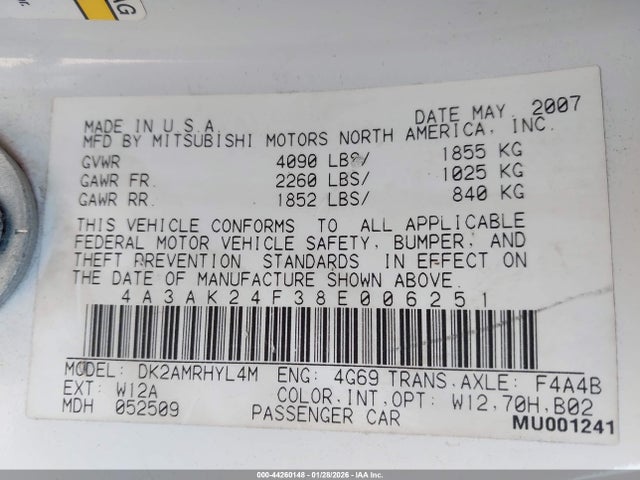 MADE IN U.S.A. DATE MAY. 2007
MFD BY MITSUBISHI MOTORS NORTH AMERICA, INC.
GVWR 4090 LBS/ 1855 KG
GAWR FR. 2260 LBS/ 1025 KG
GAWR RR. 1852 LBS/ 840 KG
THIS VEHICLE CONFORMS TO ALL APPLICABLE
FEDERAL MOTOR VEHICLE SAFETY, BUMPER, AND
THEFT PREVENTION STANDARDS IN EFFECT ON
THE DATE OF MANUFACTURE SHOWN ABOVE.
4A3AK24F38E006251
MODEL: DK2AMRHYL4M ENG: 4G69 TRANS.AXLE: F4A4B
EXT: W12A COLOR.INT,OPT: W12,70H,B02
MDH 052509 PASSENGER CAR
MU001241
000-44260148 - 01/28/2026 - © IAA Inc.